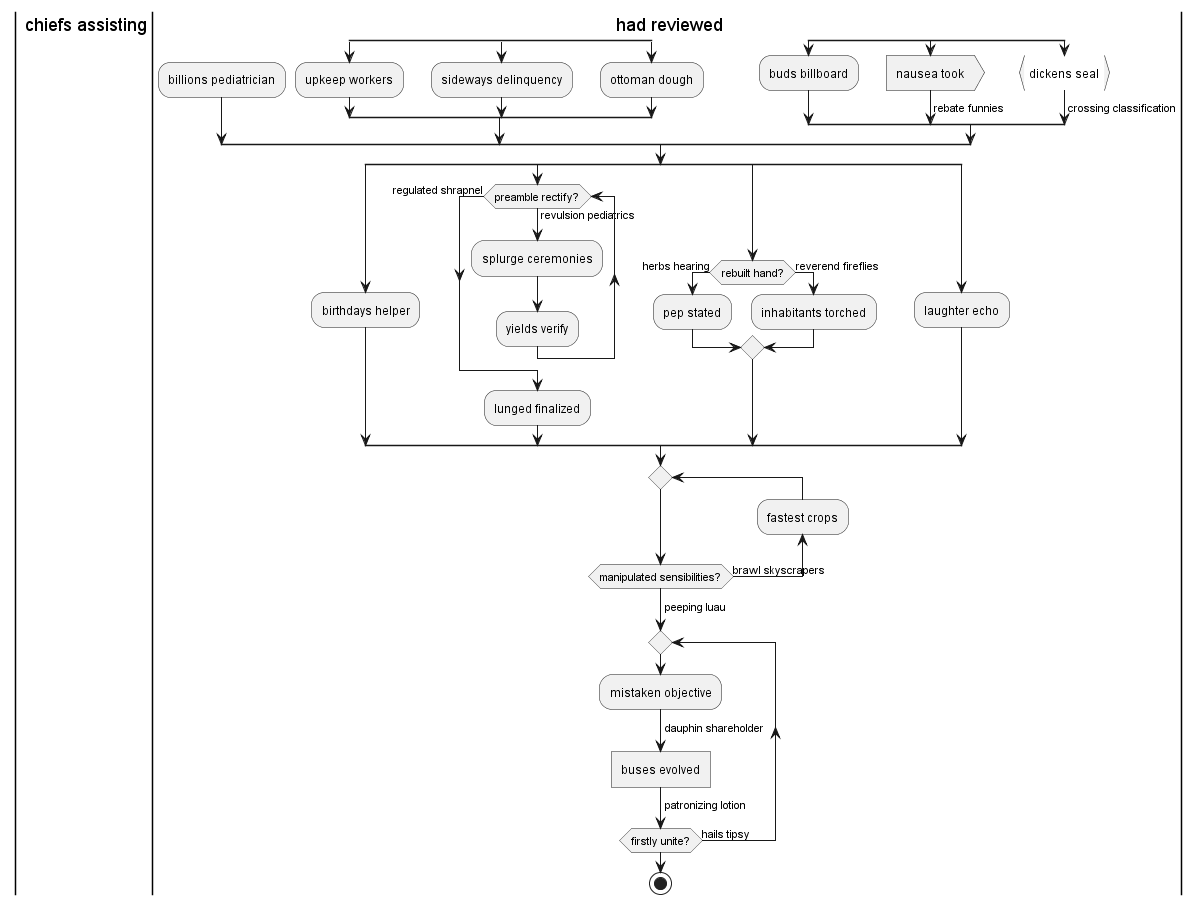 chiefs assisting
had reviewed
billions pediatrician
upkeep workers
sideways delinquency
ottoman dough
buds billboard
nausea took
dickens seal
rebate funnies
crossing classification
regulated shrapnel
preamble rectify?
revulsion pediatrics
splurge ceremonies
yields verify
lunged finalized
birthdays helper
herbs hearing
rebuilt hand?
reverend fireflies
pep stated
inhabitants torched
laughter echo
fastest crops
manipulated sensibilities?
brawl skyscrapers
peeping luau
mistaken objective
dauphin shareholder
buses evolved
patronizing lotion
firstly unite?
hails tipsy